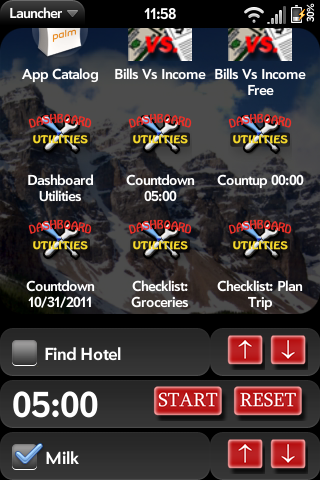 Launcher 11:58 30%
palm VS. VS.
App Catalog Bills Vs Income Bills Vs Income
Free
DASHBOARD DASHBOARD DASHBOARD
UTILITIES UTILITIES UTILITIES
Dashboard Countdown Countup 00:00
Utilities 05:00
DASHBOARD DASHBOARD DASHBOARD
UTILITIES UTILITIES UTILITIES
Countdown Checklist: Checklist: Plan
10/31/2011 Groceries Trip
Find Hotel ↑ ↓
05:00 START RESET
Milk ↑ ↓